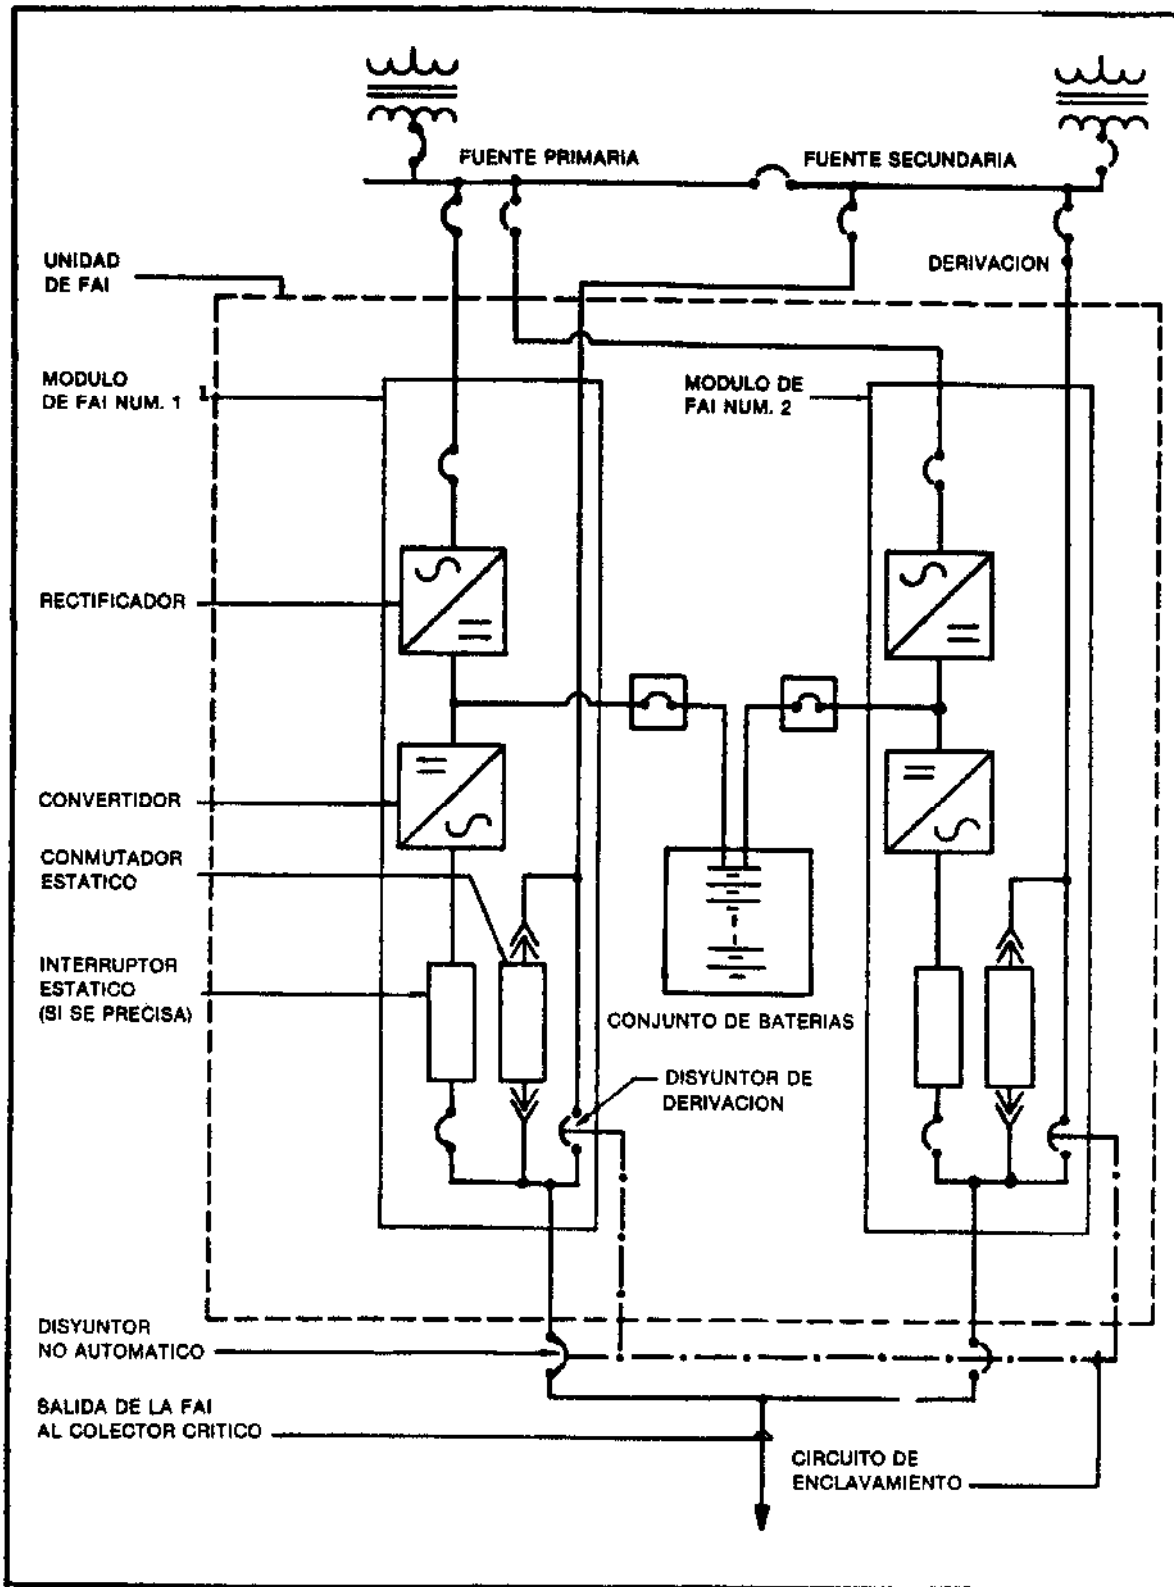 FUENTE PRIMARIA
FUENTE SECUNDARIA
UNIDAD
DE FAI
DERIVACION
MODULO
DE FAI NUM. 1
MODULO DE
FAI NUM. 2
RECTIFICADOR
CONVERTIDOR
CONMUTADOR
ESTATICO
INTERRUPTOR
ESTATICO
(SI SE PRECISA)
CONJUNTO DE BATERIAS
DISYUNTOR DE
DERIVACION
DISYUNTOR
NO AUTOMATICO
SALIDA DE LA FAI
AL COLECTOR CRITICO
CIRCUITO DE
ENCLAVAMIENTO